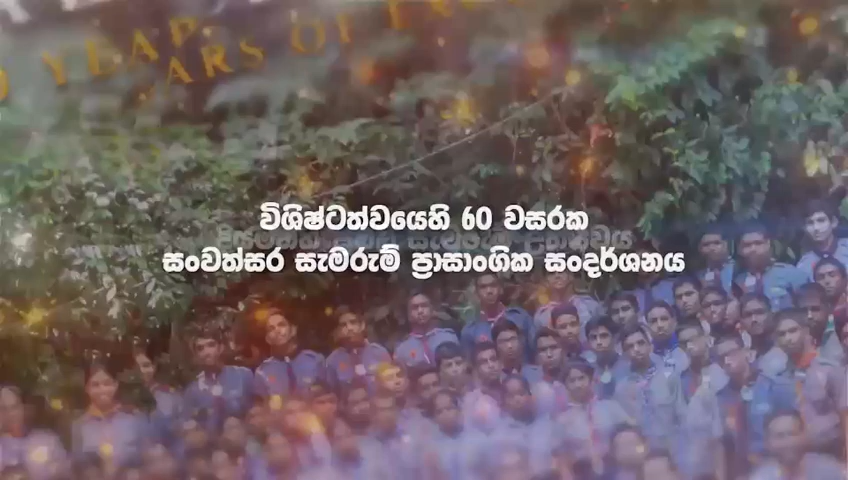 YEARS OF
විශිෂ්ටත්වයෙහි 60 වසරක
සංවත්සර සැමරුම් ප්‍රාසාංගික සංදර්ශනය